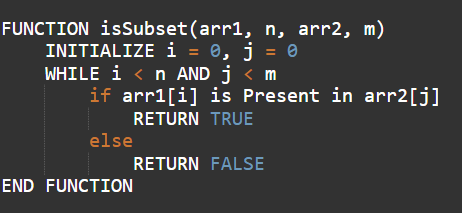 FUNCTION isSubset(arr1, n, arr2, m)
INITIALIZE i = 0, j = 0
WHILE i < n AND j < m
if arr1[i] is Present in arr2[j]
RETURN TRUE
else
RETURN FALSE
END FUNCTION